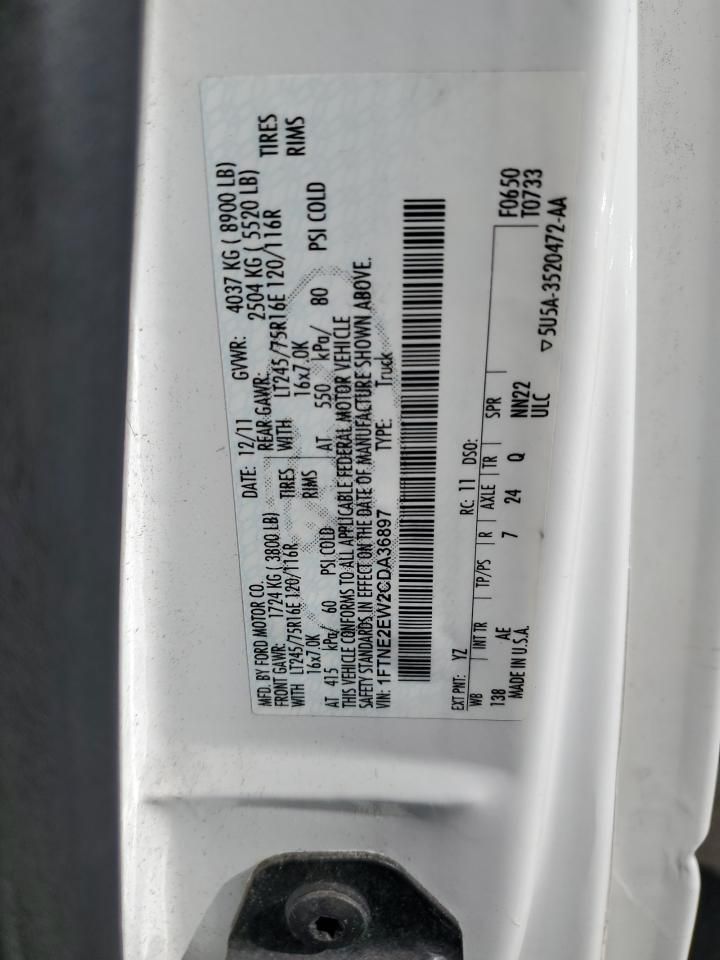 MFD. BY FORD MOTOR CO.
DATE: 12/11 GVWR: 4037 KG ( 8900 LB)
FRONT GAWR: 1724 KG ( 3800 LB) REAR GAWR: 2504 KG ( 5520 LB)
WITH LT245/75R16E 120/116R TIRES WITH LT245/75R16E 120/116R TIRES
16x7.0K RIMS 16x7.0K RIMS
AT 415 kPa/ 60 PSI COLD AT 550 kPa/ 80 PSI COLD
THIS VEHICLE CONFORMS TO ALL APPLICABLE FEDERAL MOTOR VEHICLE
SAFETY STANDARDS IN EFFECT ON THE DATE OF MANUFACTURE SHOWN ABOVE.
VIN: 1FTNE2EW2CDA36897 TYPE: Truck
EXT PNT: YZ RC: 11 DSO:
WB INT TR TP/PS R AXLE TR SPR F0650
138 AE 7 24 Q NN22 T0733
MADE IN U.S.A. ULC
▽5U5A-3520472-AA